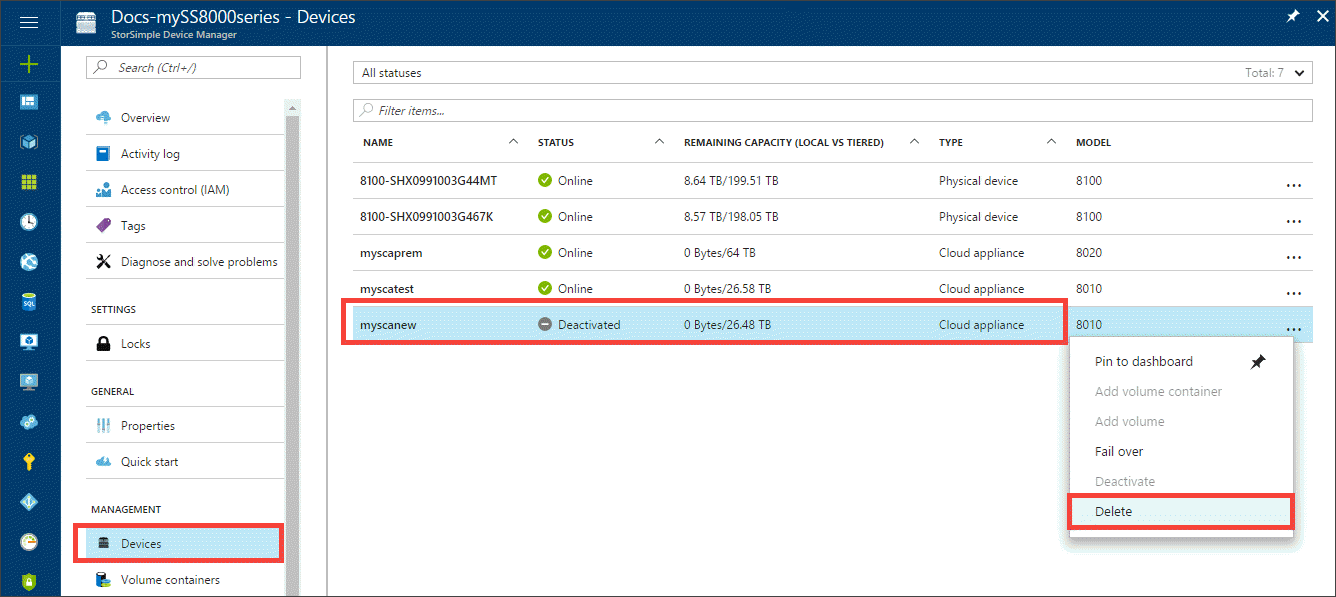 Docs-mySS8000series - Devices
StorSimple Device Manager
Search (Ctrl+/)
Overview
Activity log
Access control (IAM)
Tags
Diagnose and solve problems
SETTINGS
Locks
GENERAL
Properties
Quick start
MANAGEMENT
Devices
Volume containers
All statuses Total: 7
Filter items...
NAME STATUS REMAINING CAPACITY (LOCAL VS TIERED) TYPE MODEL
8100-SHX0991003G44MT Online 8.64 TB/199.51 TB Physical device 8100 ...
8100-SHX0991003G467K Online 8.57 TB/198.05 TB Physical device 8100 ...
myscaprem Online 0 Bytes/64 TB Cloud appliance 8020 ...
myscatest Online 0 Bytes/26.58 TB Cloud appliance 8010 ...
myscanew Deactivated 0 Bytes/26.48 TB Cloud appliance 8010 ...
Pin to dashboard
Add volume container
Add volume
Fail over
Deactivate
Delete
SQL